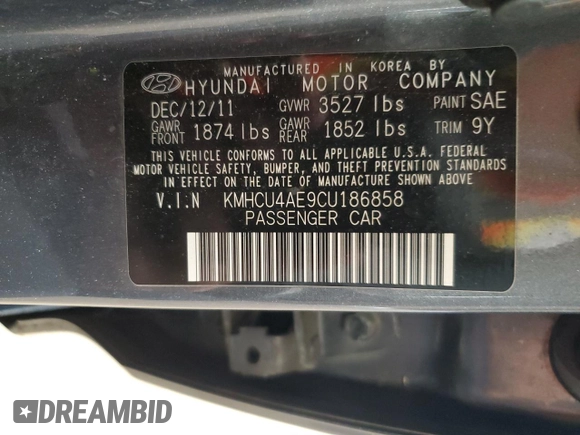 MANUFACTURED IN KOREA BY
HYUNDAI MOTOR COMPANY
DEC/12/11 GVWR 3527 lbs PAINT SAE
GAWR FRONT 1874 lbs GAWR REAR 1852 lbs TRIM 9Y
THIS VEHICLE CONFORMS TO ALL APPLICABLE U.S.A. FEDERAL
MOTOR VEHICLE SAFETY, BUMPER, AND THEFT PREVENTION STANDARDS
IN EFFECT ON THE DATE OF MANUFACTURE SHOWN ABOVE.
V.I.N KMHCU4AE9CU186858
PASSENGER CAR
DREAMBID